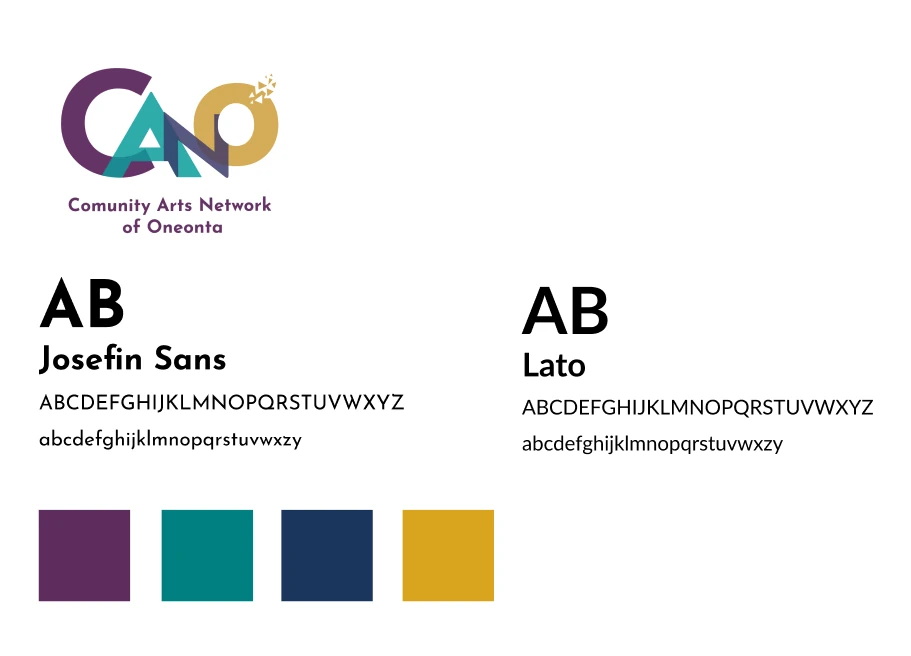 CANO
Comunity Arts Network
of Oneonta
AB
Josefin Sans
ABCDEFGHIJKLMNOPQRSTUVWXYZ
abcdefghijklmnopqrstuvwxzy
AB
Lato
ABCDEFGHIJKLMNOPQRSTUVWXYZ
abcdefghijklmnopqrstuvwxzy